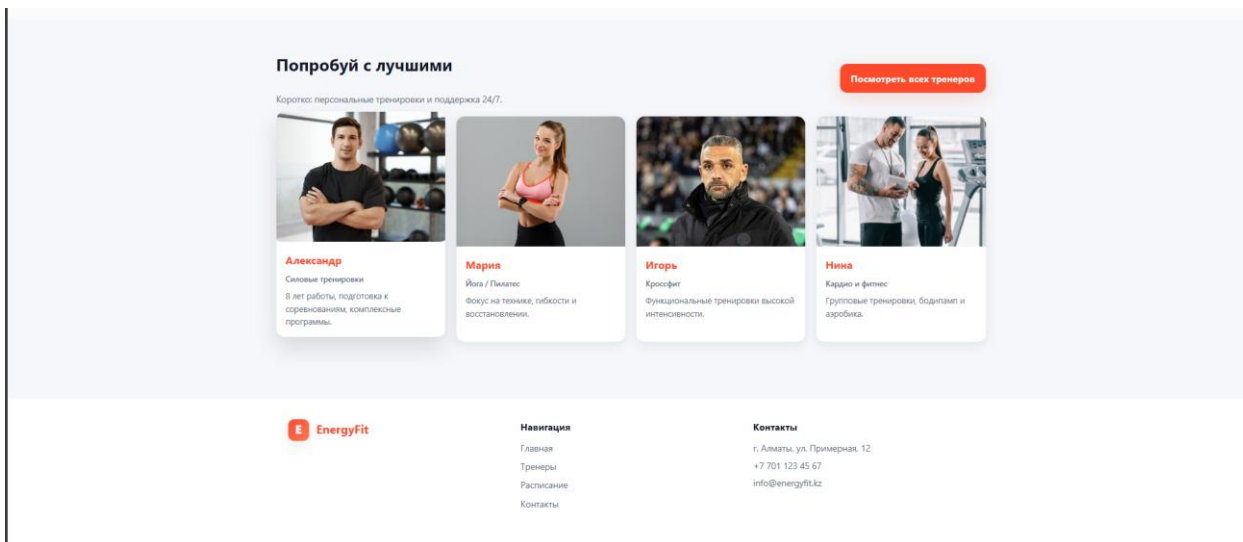 Попробуй с лучшими
Посмотреть всех тренеров
Коротко: персональные тренировки и поддержка 24/7.
Александр
Силовые тренировки
8 лет работы, подготовка к
соревнованиям, комплексные
программы.
Мария
Йога / Пилатес
Фокус на технике, гибкости и
восстановлении.
Игорь
Кроссфит
Функциональные тренировки высокой
интенсивности.
Нина
Кардио и фитнес
Групповые тренировки, бодипамп и
аэробика.
E EnergyFit
Навигация
Главная
Тренеры
Расписание
Контакты
Контакты
г. Алматы, ул. Примерная, 12
+7 701 123 45 67
info@energyfit.kz